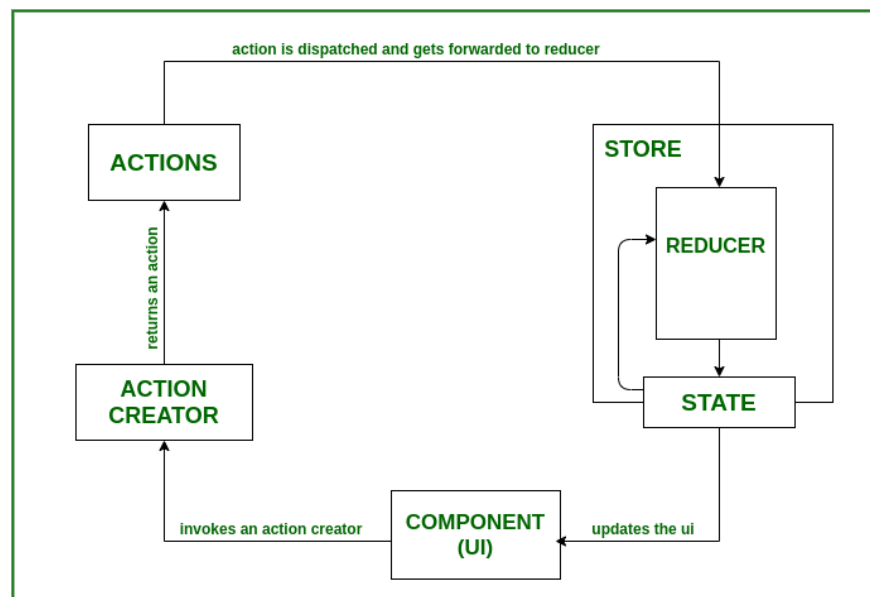 action is dispatched and gets forwarded to reducer
ACTIONS
STORE
REDUCER
returns an action
ACTION
CREATOR
STATE
COMPONENT
(UI)
invokes an action creator
updates the ui